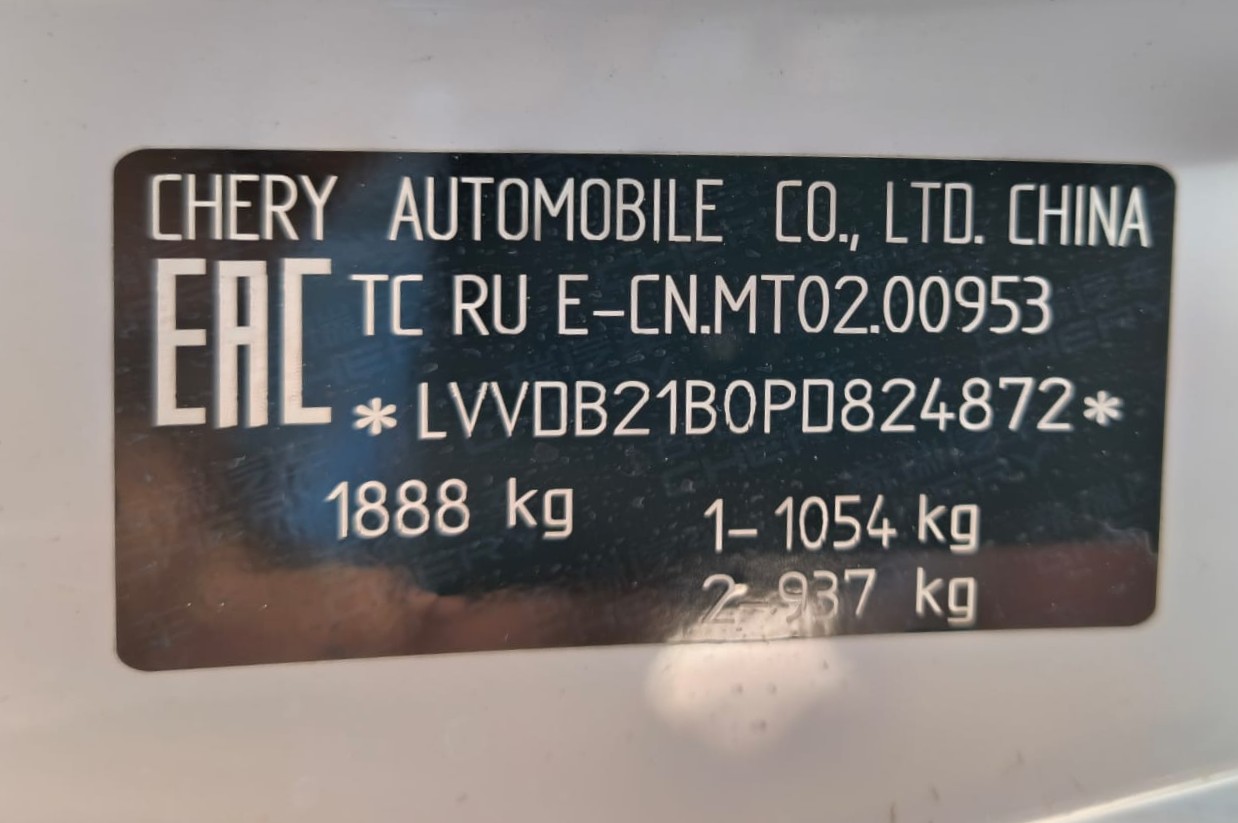 CHERY AUTOMOBILE CO., LTD. CHINA
EAC TC RU E-CN.MT02.00953
*LVVDB21B0PD824872*
1888 kg 1-1054 kg
2-937 kg